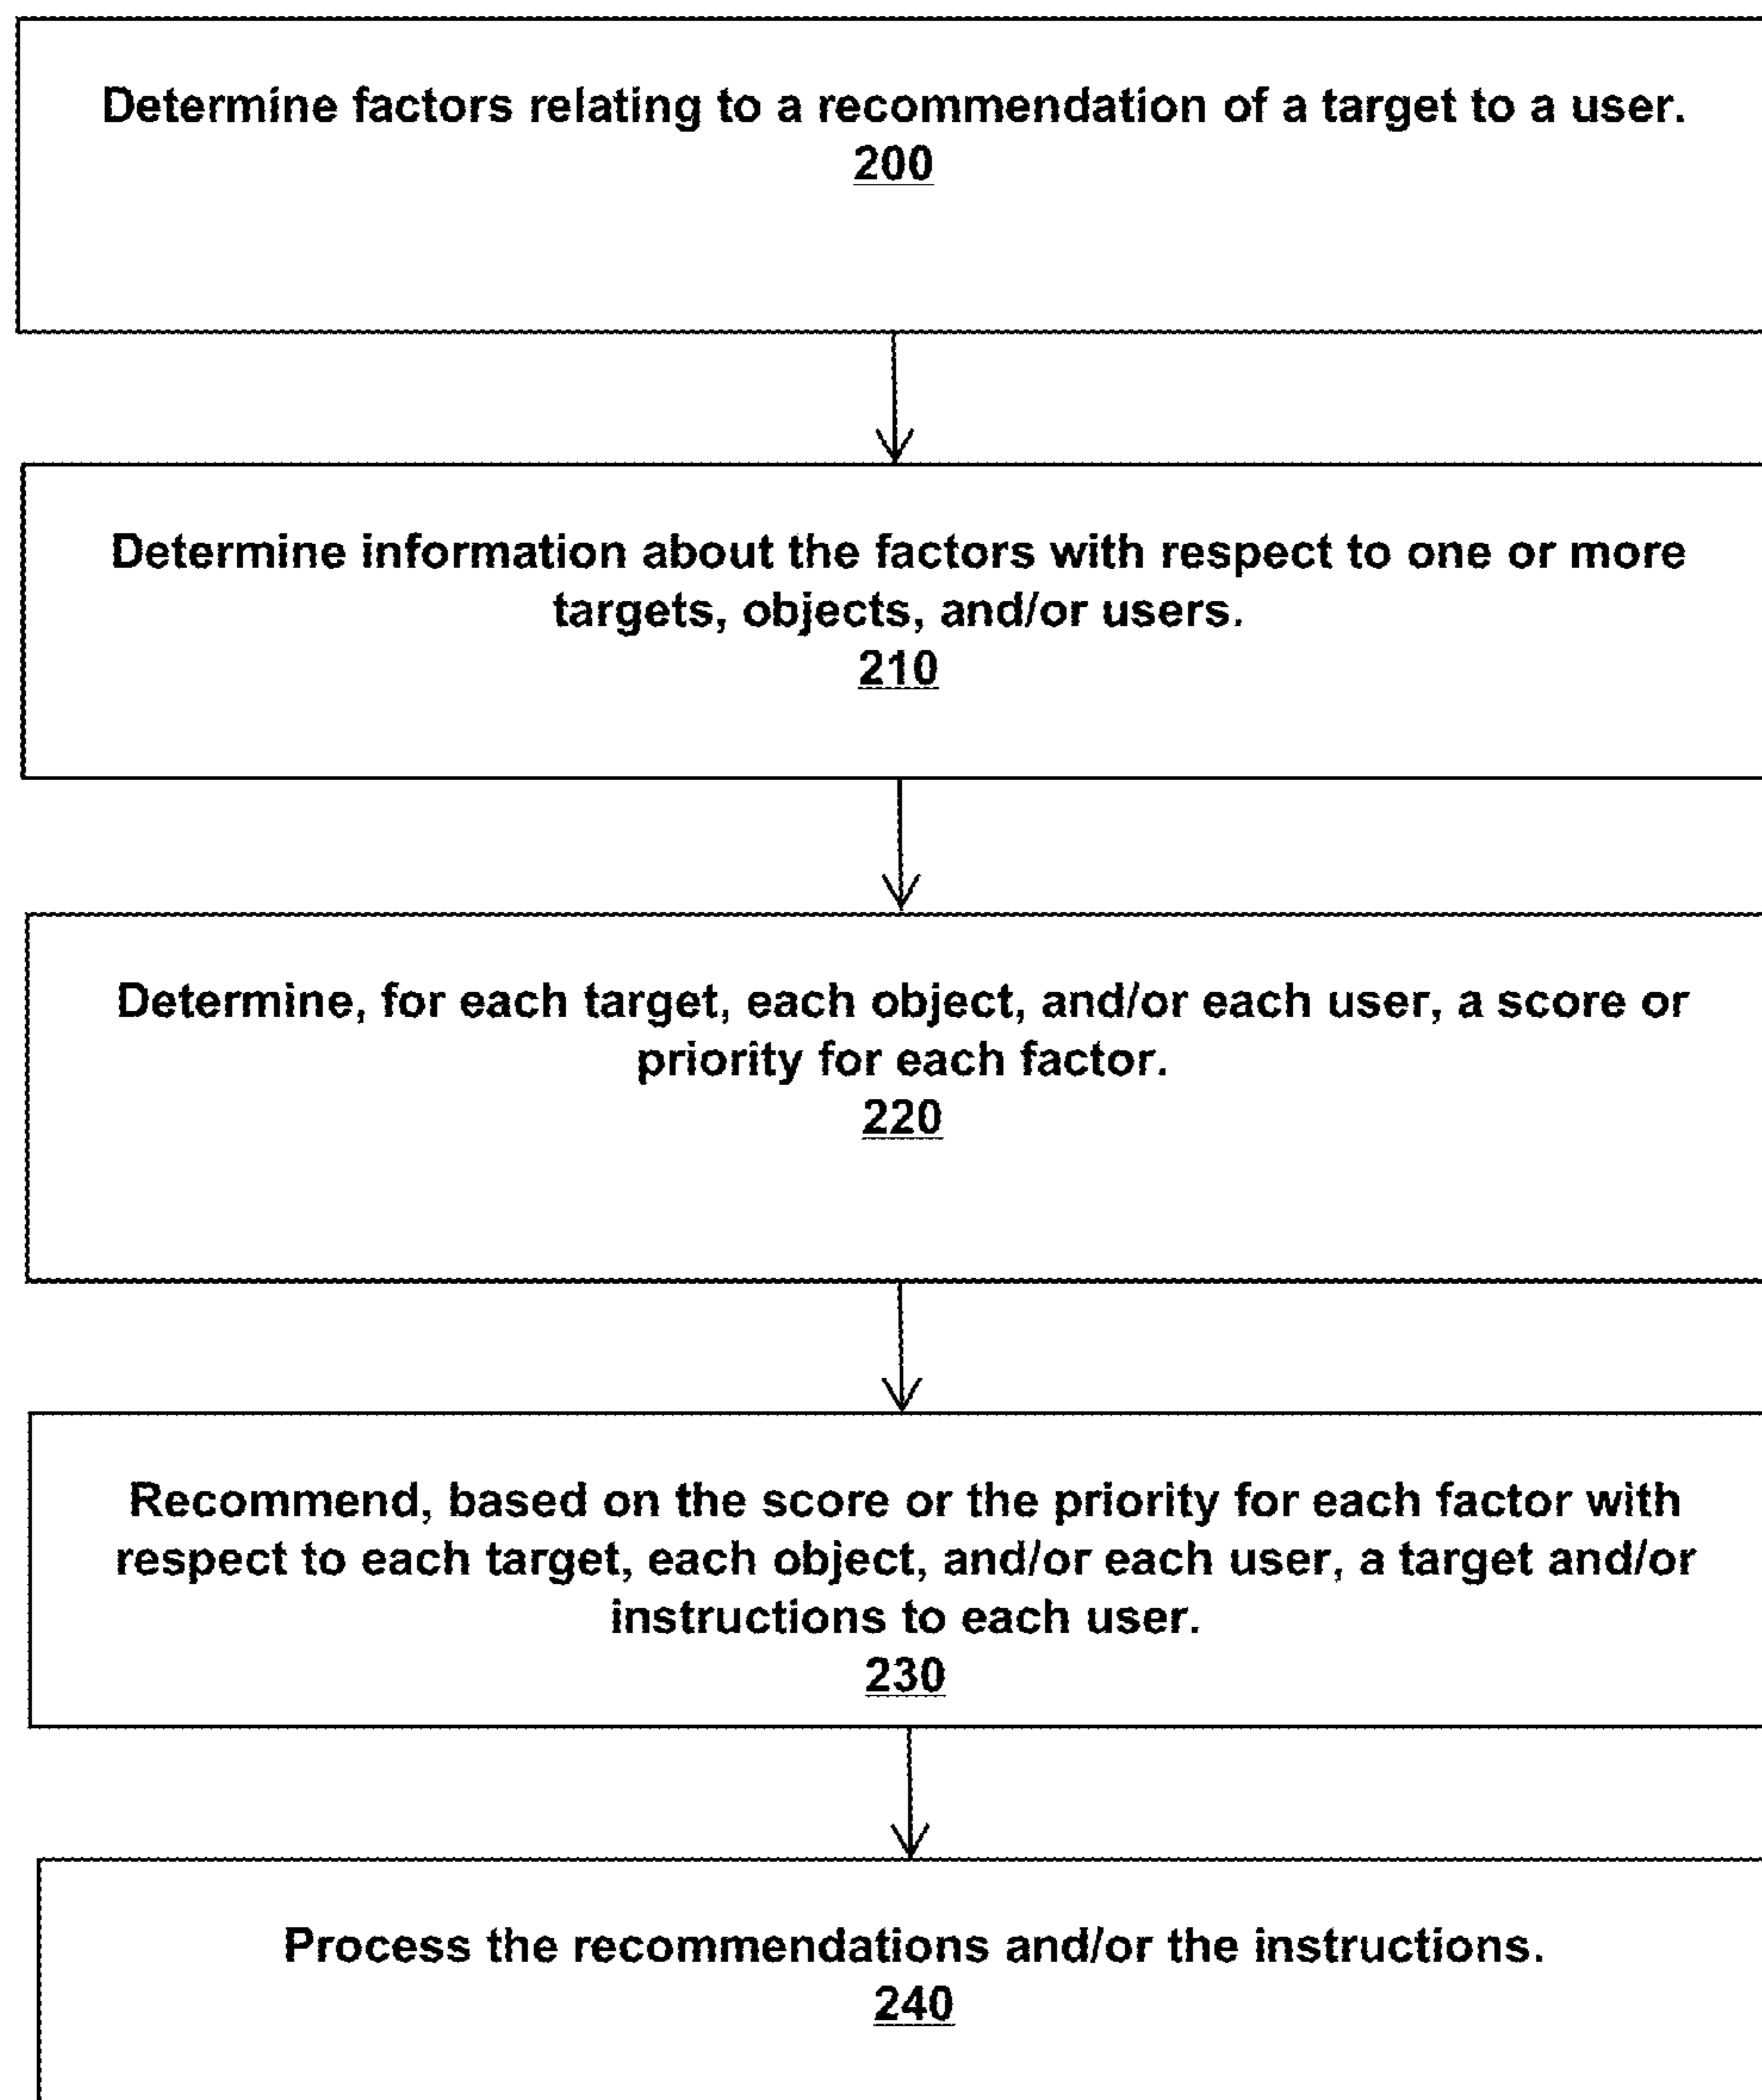 Determine factors relating to a recommendation of a target to a user.
200
Determine information about the factors with respect to one or more
targets, objects, and/or users.
210
Determine, for each target, each object, and/or each user, a score or
priority for each factor.
220
Recommend, based on the score or the priority for each factor with
respect to each target, each object, and/or each user, a target and/or
instructions to each user.
230
Process the recommendations and/or the instructions.
240